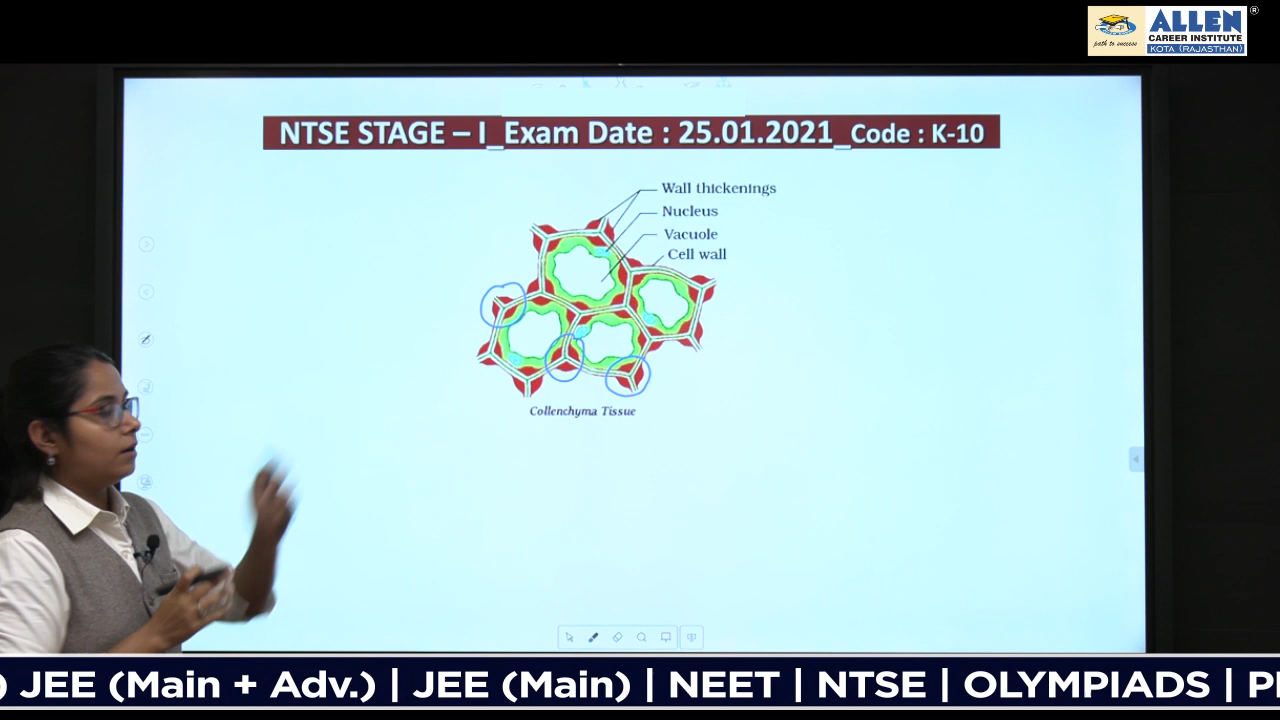 ALLEN
®
CAREER INSTITUTE
path to success
KOTA (RAJASTHAN)
NTSE STAGE – I_Exam Date : 25.01.2021_Code : K-10
Wall thickenings
Nucleus
Vacuole
Cell wall
Collenchyma Tissue
JEE (Main + Adv.) | JEE (Main) | NEET | NTSE | OLYMPIADS |